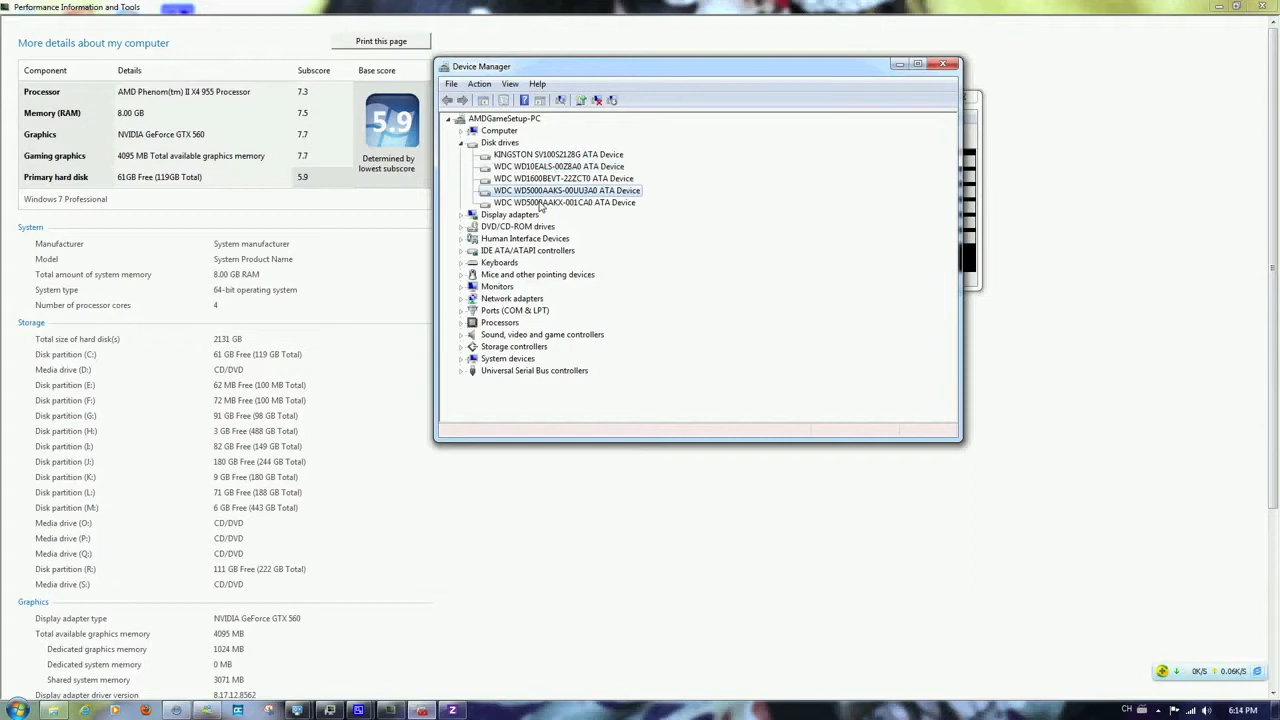 Performance Information and Tools
More details about my computer
Print this page
Component Details Subscore Base score
Processor AMD Phenom(tm) II X4 955 Processor 7.3
Memory (RAM) 8.00 GB 7.5
Graphics NVIDIA GeForce GTX 560 7.7
Gaming graphics 4095 MB Total available graphics memory 7.7
Primary hard disk 61GB Free (119GB Total) 5.9
5.9
Determined by
lowest subscore
Windows 7 Professional
System
Manufacturer System manufacturer
Model System Product Name
Total amount of system memory 8.00 GB RAM
System type 64-bit operating system
Number of processor cores 4
Storage
Total size of hard disk(s) 2131 GB
Disk partition (C:) 61 GB Free (119 GB Total)
Media drive (D:) CD/DVD
Disk partition (E:) 62 MB Free (100 MB Total)
Disk partition (F:) 72 MB Free (100 MB Total)
Disk partition (G:) 91 GB Free (98 GB Total)
Disk partition (H:) 3 GB Free (488 GB Total)
Disk partition (I:) 82 GB Free (149 GB Total)
Disk partition (J:) 180 GB Free (244 GB Total)
Disk partition (K:) 9 GB Free (180 GB Total)
Disk partition (L:) 71 GB Free (188 GB Total)
Disk partition (M:) 6 GB Free (443 GB Total)
Media drive (O:) CD/DVD
Media drive (P:) CD/DVD
Media drive (Q:) CD/DVD
Disk partition (R:) 111 GB Free (222 GB Total)
Media drive (S:) CD/DVD
Graphics
Display adapter type NVIDIA GeForce GTX 560
Total available graphics memory 4095 MB
Dedicated graphics memory 1024 MB
Dedicated system memory 0 MB
Shared system memory 3071 MB
Display adapter driver version 8.17.12.8562
Device Manager
File Action View Help
AMDGameSetup-PC
Computer
Disk drives
KINGSTON SV100S2128G ATA Device
WDC WD10EALS-00Z8A0 ATA Device
WDC WD1600BEVT-22ZCT0 ATA Device
WDC WD5000AAKS-00UU3A0 ATA Device
WDC WD5000AAKX-001CA0 ATA Device
Display adapters
DVD/CD-ROM drives
Human Interface Devices
IDE ATA/ATAPI controllers
Keyboards
Mice and other pointing devices
Monitors
Network adapters
Ports (COM & LPT)
Processors
Sound, video and game controllers
Storage controllers
System devices
Universal Serial Bus controllers
0K/S 0.06K/S
CH 6:14 PM